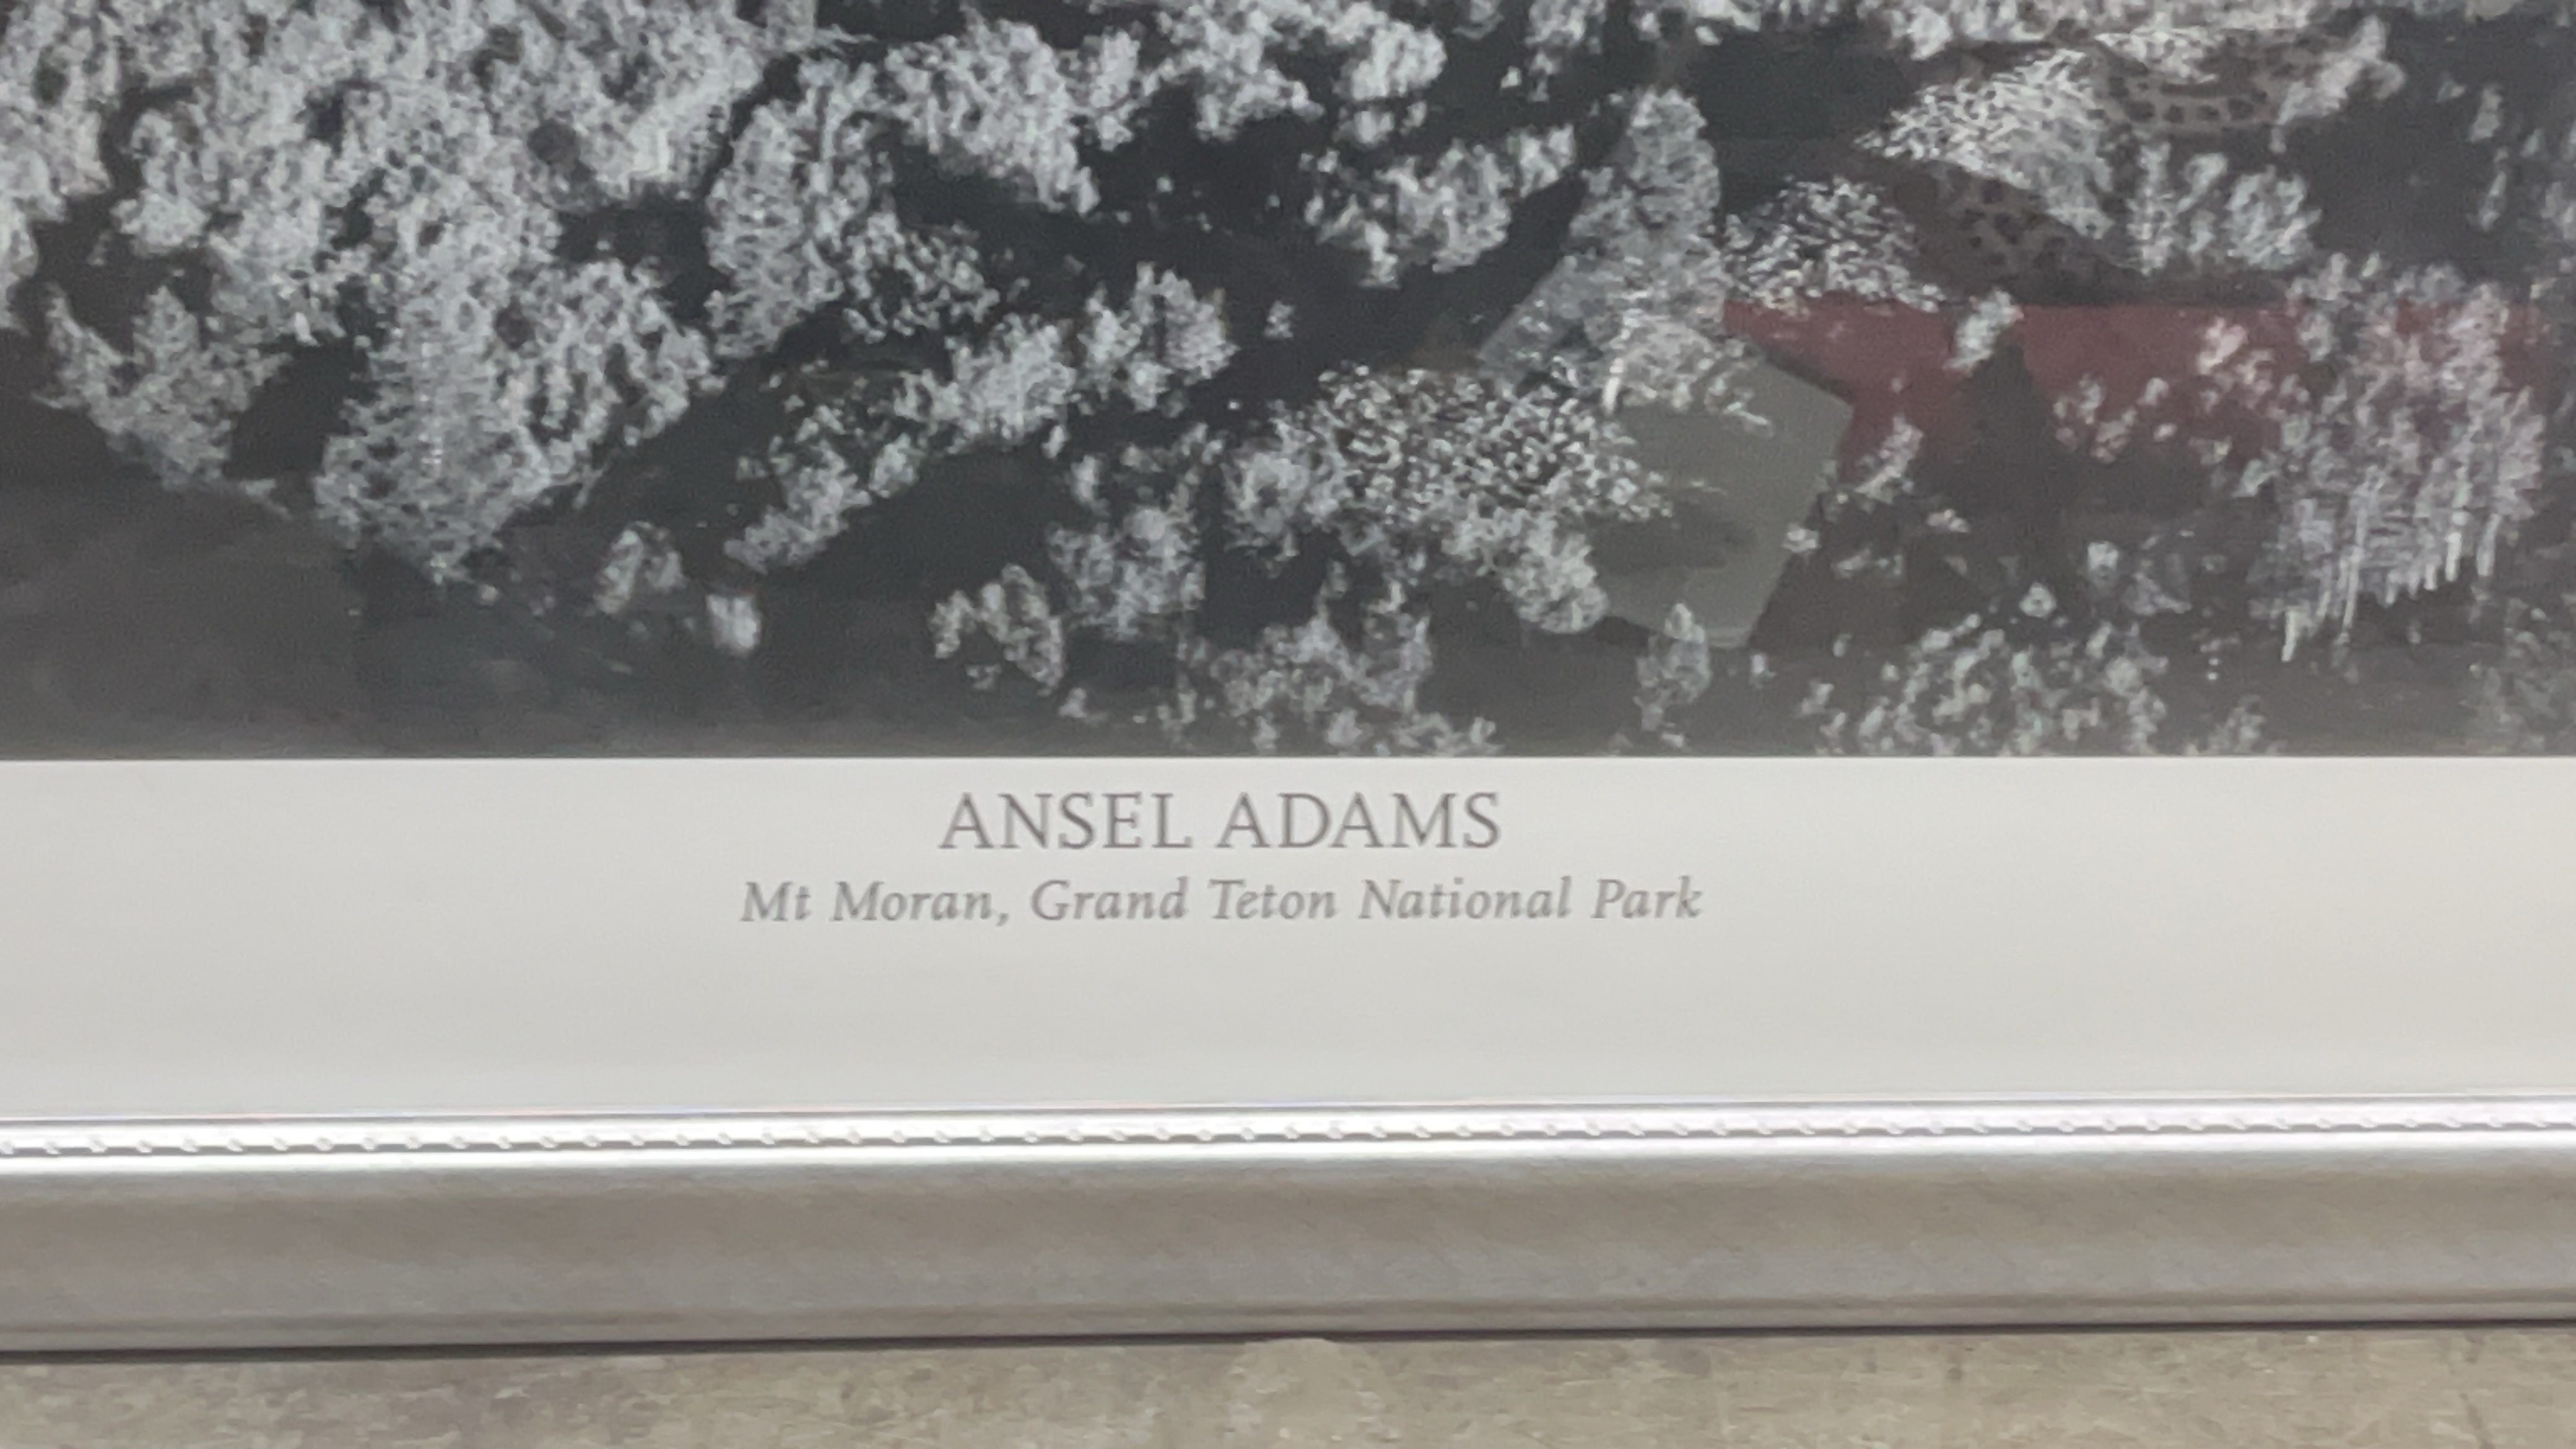 ANSEL ADAMS
Mt Moran, Grand Teton National Park